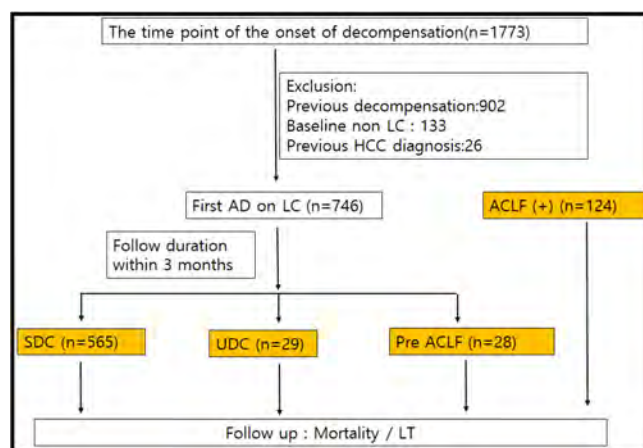 The time point of the onset of decompensation(n=1773)
Exclusion:
Previous decompensation:902
Baseline non LC : 133
Previous HCC diagnosis:26
First AD on LC (n=746)
ACLF (+) (n=124)
Follow duration
within 3 months
SDC (n=565)
UDC (n=29)
Pre ACLF (n=28)
Follow up : Mortality / LT